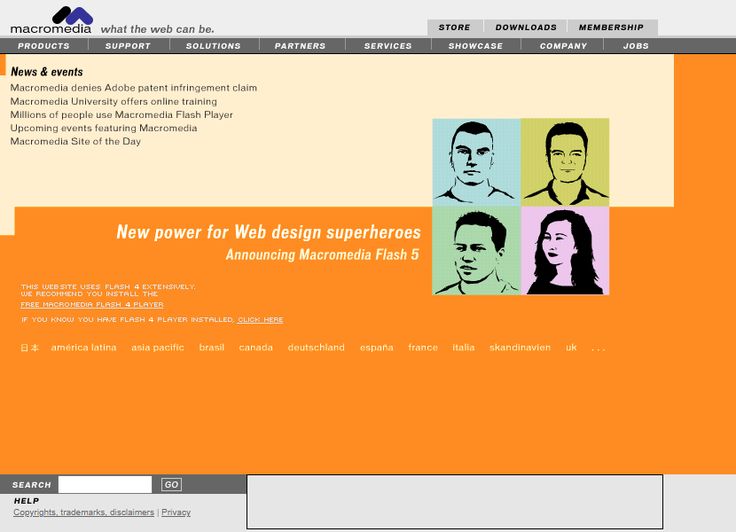 macromedia what the web can be.
STORE DOWNLOADS MEMBERSHIP
PRODUCTS SUPPORT SOLUTIONS PARTNERS SERVICES SHOWCASE COMPANY JOBS
News & events
Macromedia denies Adobe patent infringement claim
Macromedia University offers online training
Millions of people use Macromedia Flash Player
Upcoming events featuring Macromedia
Macromedia Site of the Day
New power for Web design superheroes
Announcing Macromedia Flash 5
THIS WEBSITE USES FLASH 4 EXTENSIVELY.
WE RECOMMEND YOU INSTALL THE
FREE MACROMEDIA FLASH 4 PLAYER
IF YOU KNOW YOU HAVE FLASH 4 PLAYER INSTALLED, CLICK HERE
日本 américa latina asia pacific brasil canada deutschland españa france italia skandinavien uk ...
SEARCH GO
HELP
Copyrights, trademarks, disclaimers | Privacy